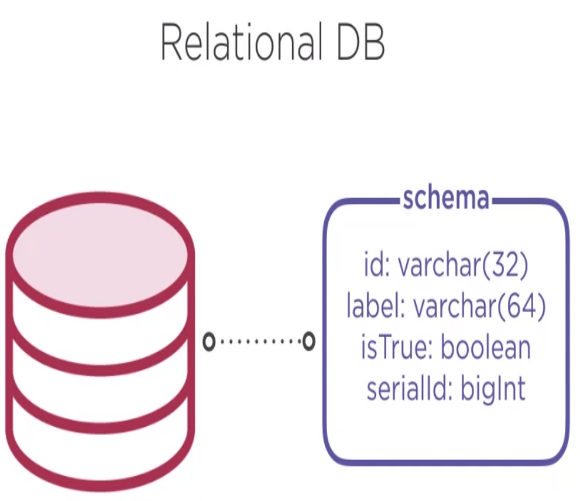 Relational DB
schema
id: varchar(32)
label: varchar(64)
isTrue: boolean
serialId: bigInt